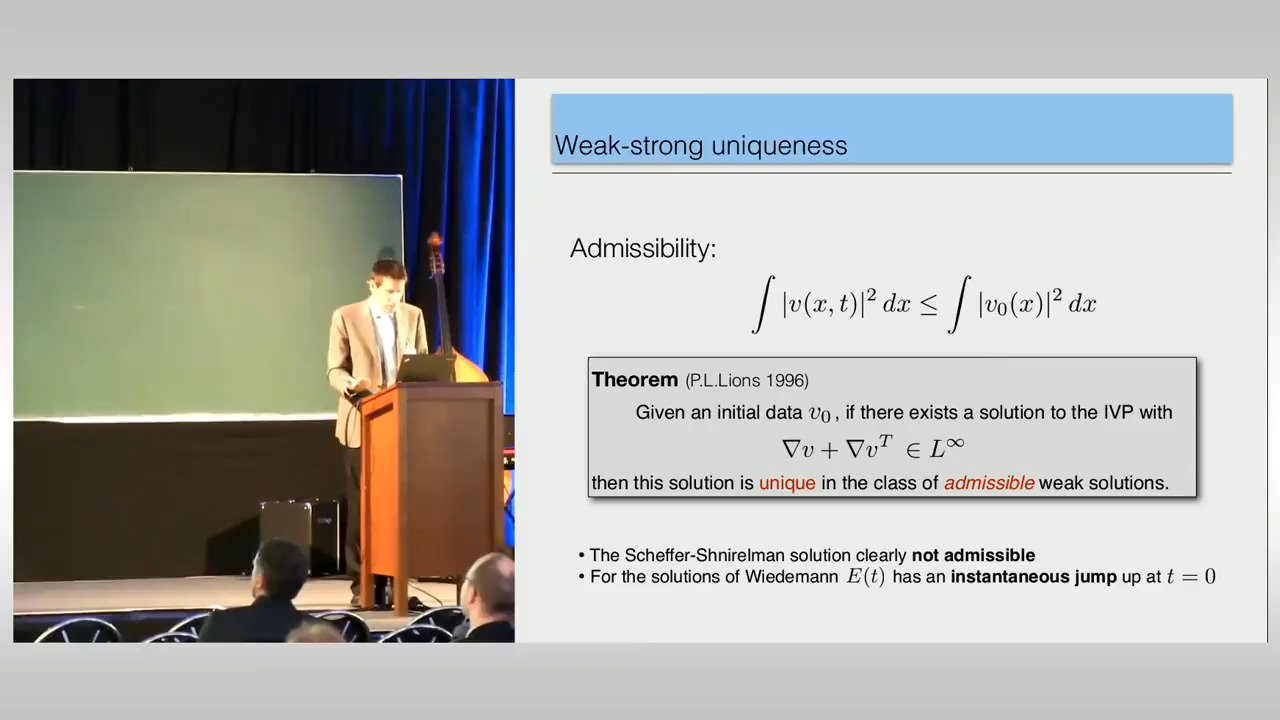 Weak-strong uniqueness
Admissibility:
∫ |v(x, t)|² dx ≤ ∫ |v₀(x)|² dx
Theorem (P.L.Lions 1996)
Given an initial data v₀ , if there exists a solution to the IVP with
∇v + ∇vᵀ ∈ L^∞
then this solution is unique in the class of admissible weak solutions.
• The Scheffer-Shnirelman solution clearly not admissible
• For the solutions of Wiedemann E(t) has an instantaneous jump up at t = 0